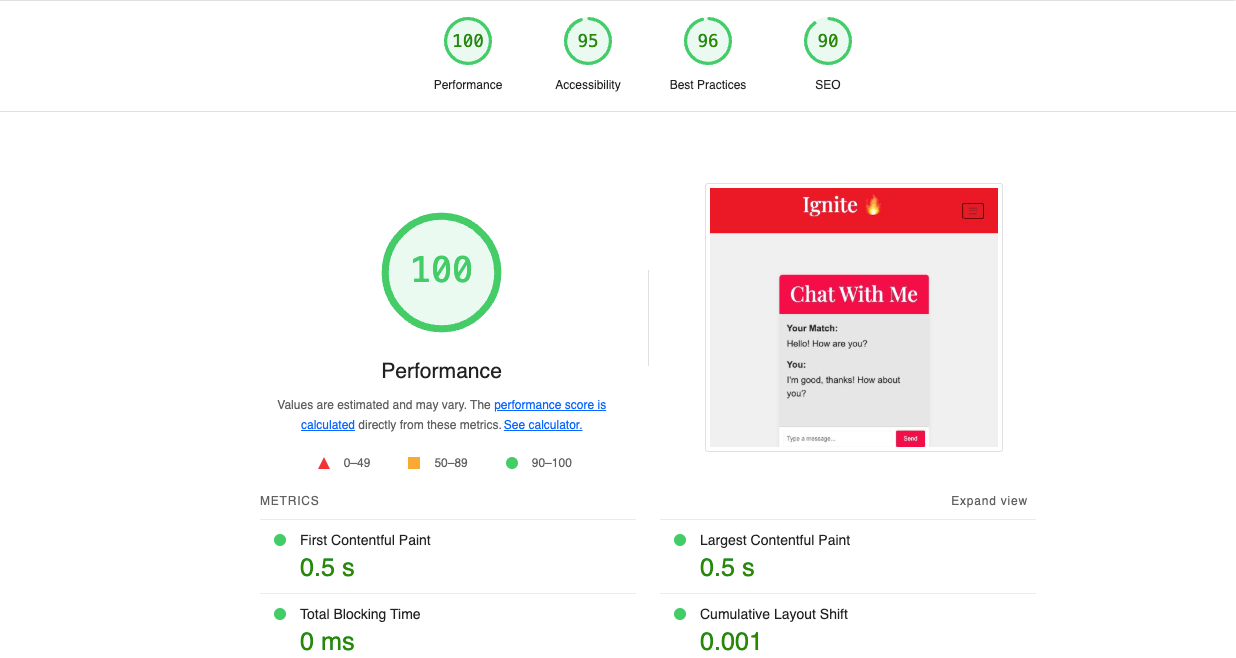 100
95
96
90
Performance
Accessibility
Best Practices
SEO
100
Performance
Values are estimated and may vary. The performance score is
calculated directly from these metrics. See calculator.
0–49
50–89
90–100
Ignite 🔥
Chat With Me
Your Match:
Hello! How are you?
You:
I'm good, thanks! How about
you?
Type a message...
Send
METRICS
Expand view
First Contentful Paint
0.5 s
Largest Contentful Paint
0.5 s
Total Blocking Time
0 ms
Cumulative Layout Shift
0.001